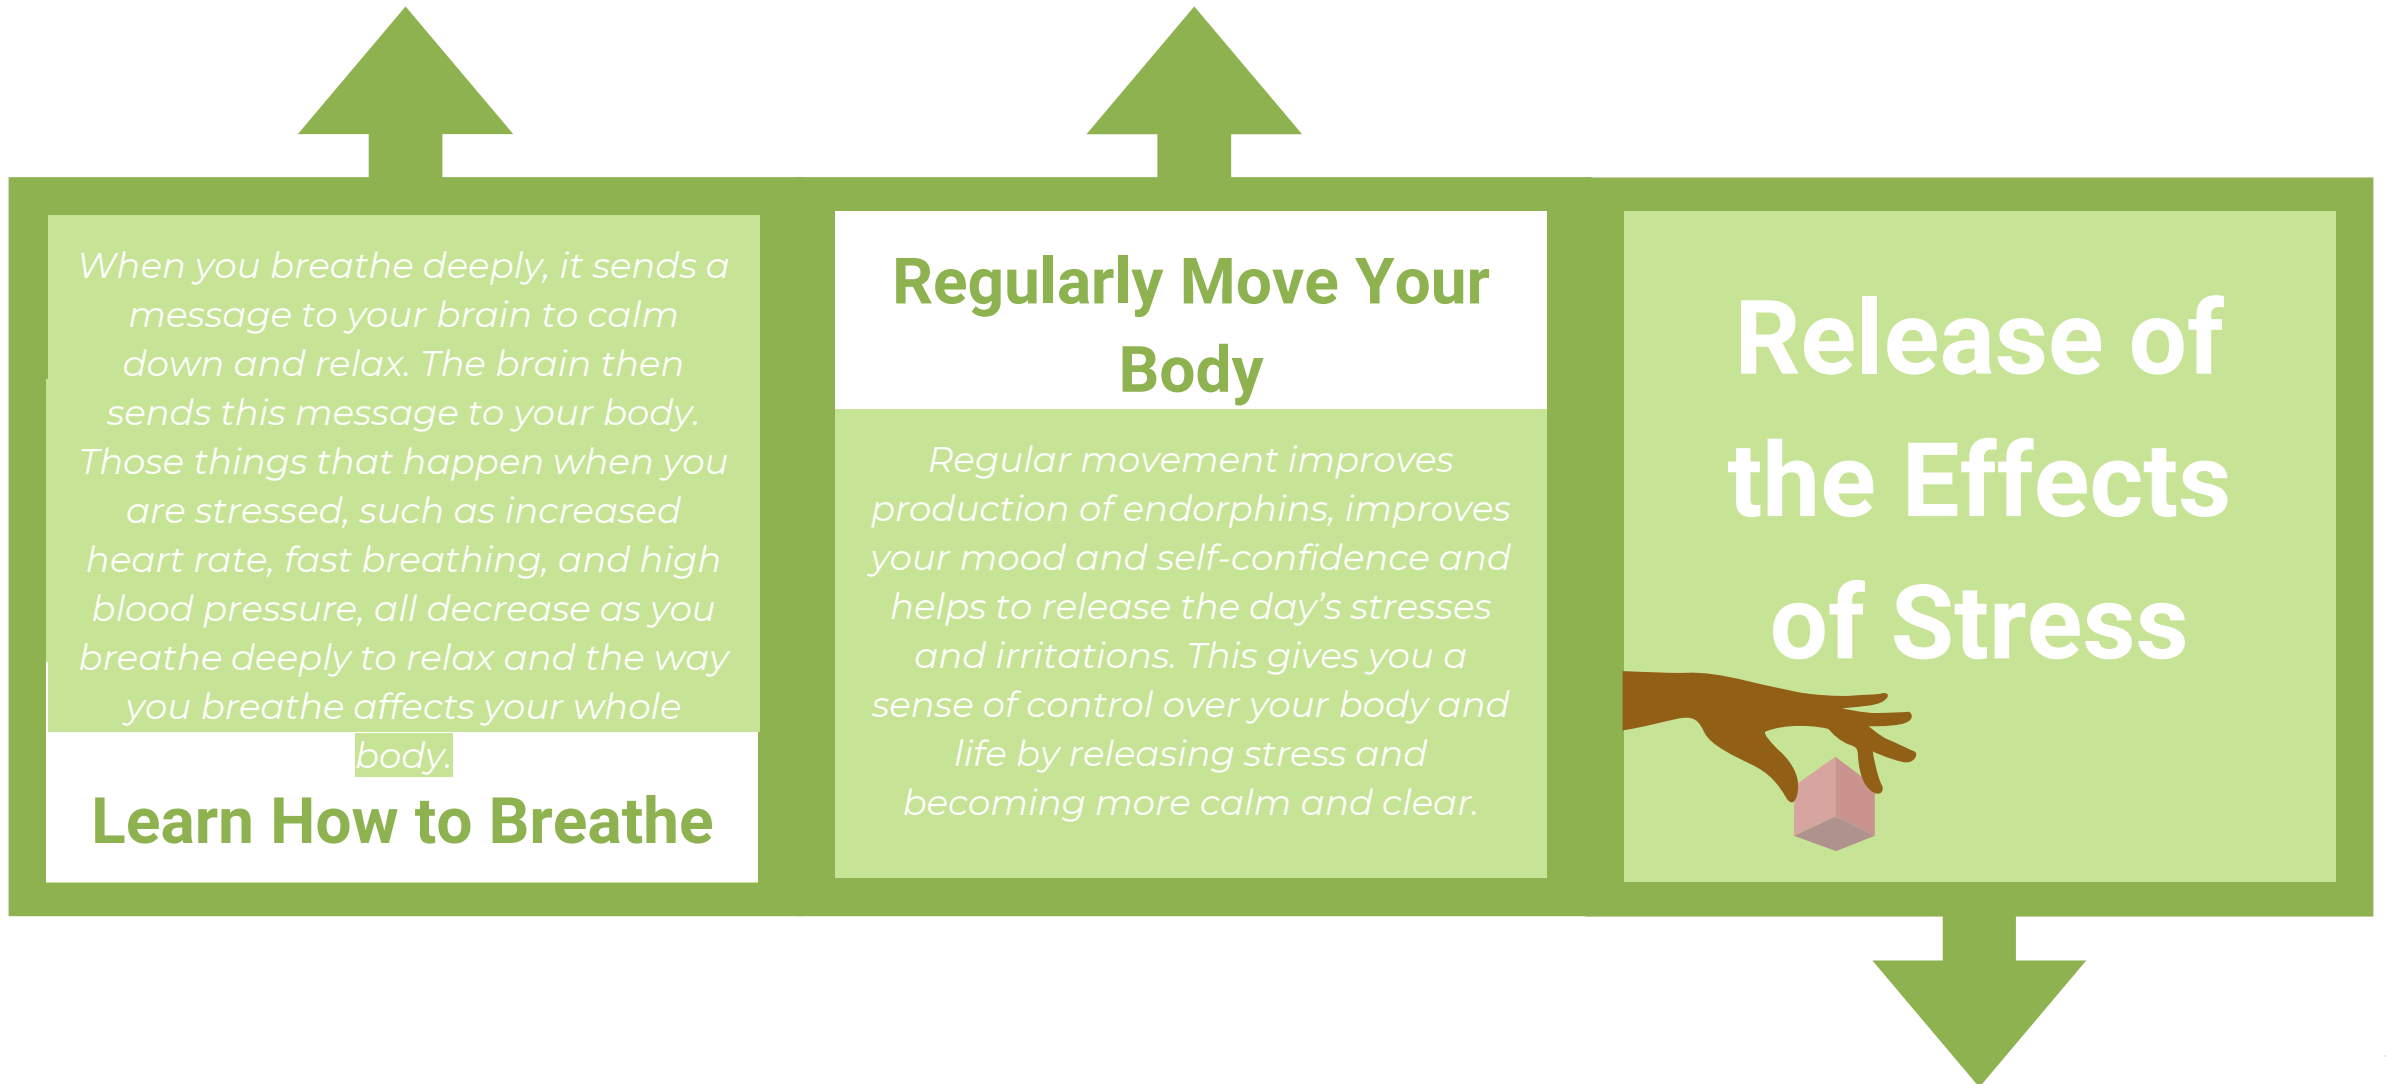 When you breathe deeply, it sends a
message to your brain to calm
down and relax. The brain then
sends this message to your body.
Those things that happen when you
are stressed, such as increased
heart rate, fast breathing, and high
blood pressure, all decrease as you
breathe deeply to relax and the way
you breathe affects your whole
body.
Learn How to Breathe
Regularly Move Your
Body
Regular movement improves
production of endorphins, improves
your mood and self-confidence and
helps to release the day’s stresses
and irritations. This gives you a
sense of control over your body and
life by releasing stress and
becoming more calm and clear.
Release of
the Effects
of Stress